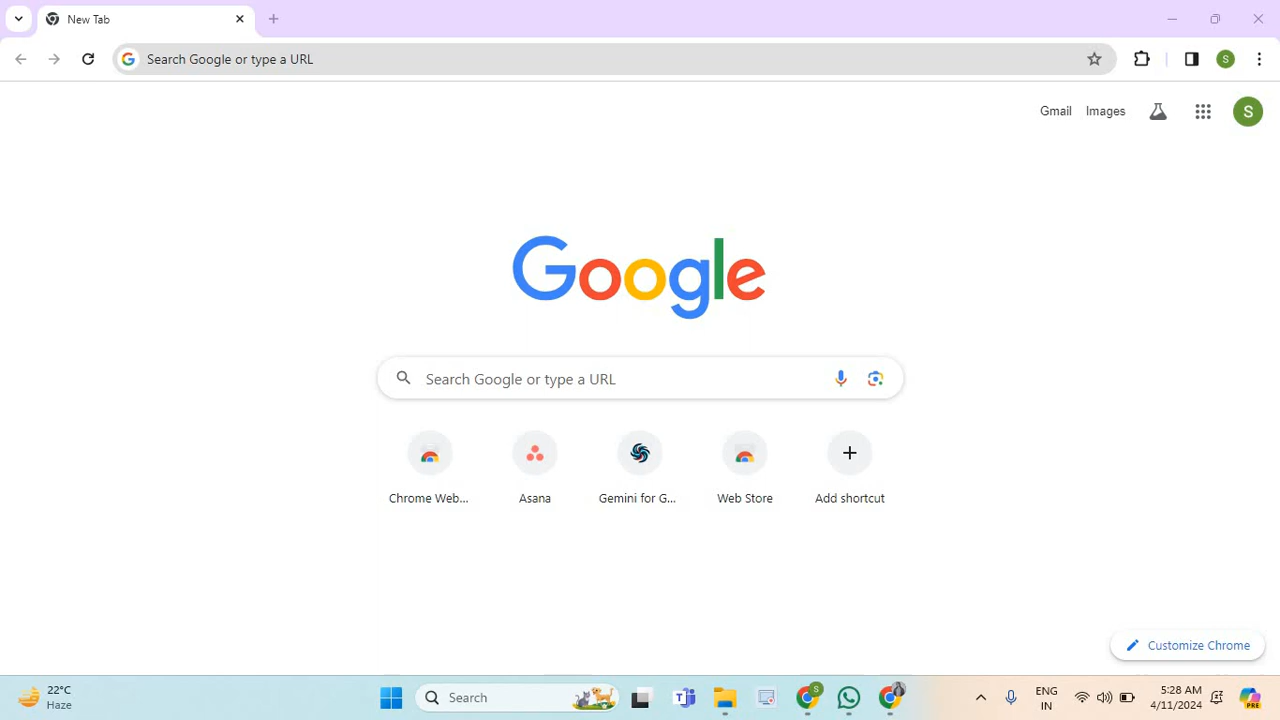 New Tab
Search Google or type a URL
S
Gmail Images S
Google
Search Google or type a URL
Chrome Web... Asana Gemini for G... Web Store Add shortcut
Customize Chrome
22°C
Haze
Search
S
ENG
IN
5:28 AM
4/11/2024
PRE